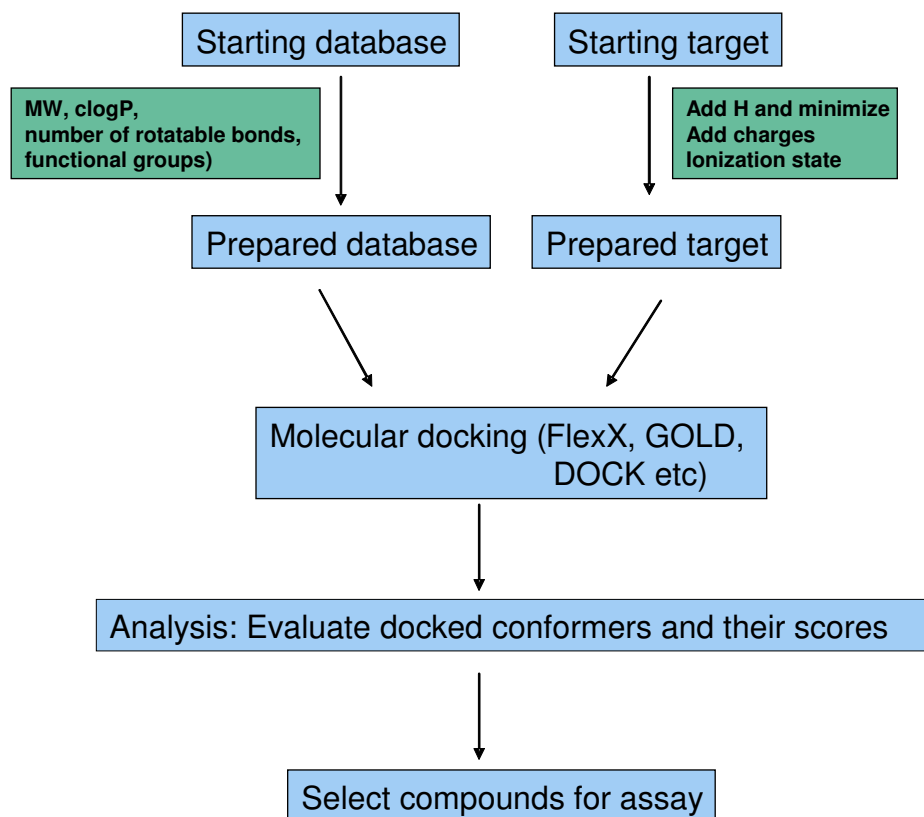 Starting database
Starting target
MW, clogP,
number of rotatable bonds,
functional groups)
Add H and minimize
Add charges
Ionization state
Prepared database
Prepared target
Molecular docking (FlexX, GOLD,
DOCK etc)
Analysis: Evaluate docked conformers and their scores
Select compounds for assay